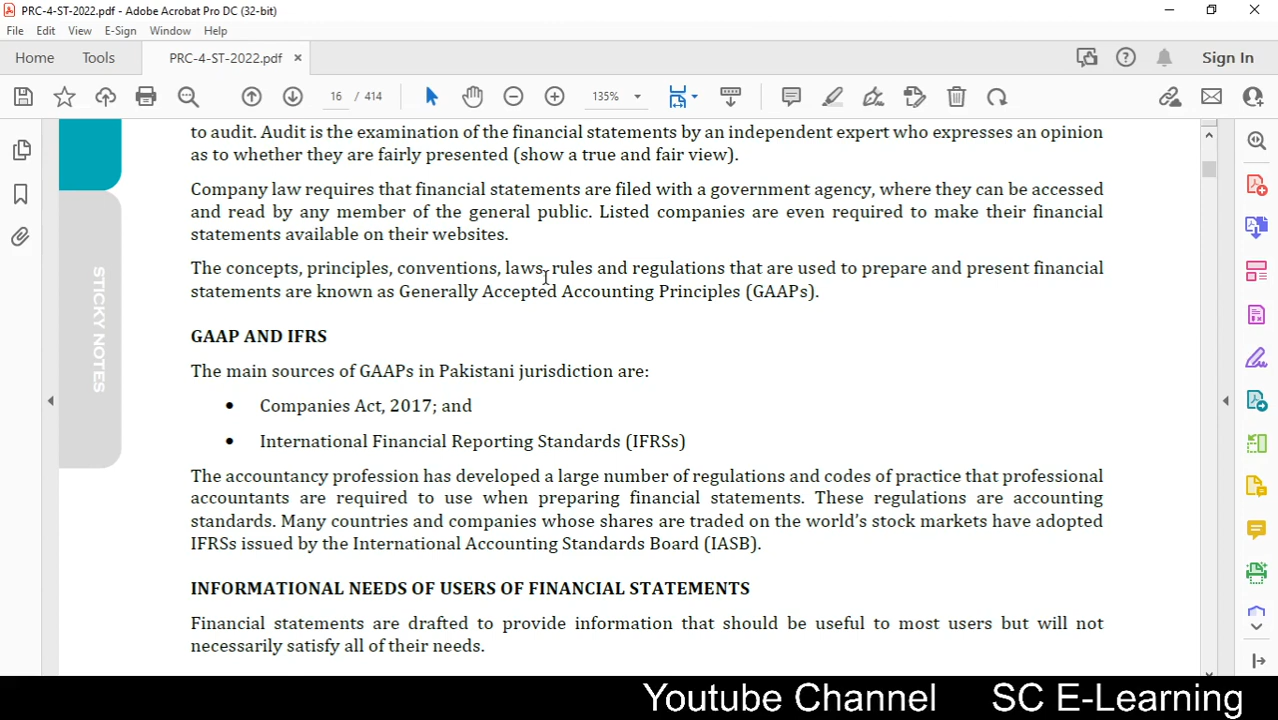 PRC-4-ST-2022.pdf - Adobe Acrobat Pro DC (32-bit)
File Edit View E-Sign Window Help
Home Tools PRC-4-ST-2022.pdf × Sign In
16 / 414 135%
to audit. Audit is the examination of the financial statements by an independent expert who expresses an opinion
as to whether they are fairly presented (show a true and fair view).
Company law requires that financial statements are filed with a government agency, where they can be accessed
and read by any member of the general public. Listed companies are even required to make their financial
statements available on their websites.
The concepts, principles, conventions, laws, rules and regulations that are used to prepare and present financial
statements are known as Generally Accepted Accounting Principles (GAAPs).
STICKY NOTES
GAAP AND IFRS
The main sources of GAAPs in Pakistani jurisdiction are:
• Companies Act, 2017; and
• International Financial Reporting Standards (IFRSs)
The accountancy profession has developed a large number of regulations and codes of practice that professional
accountants are required to use when preparing financial statements. These regulations are accounting
standards. Many countries and companies whose shares are traded on the world's stock markets have adopted
IFRSs issued by the International Accounting Standards Board (IASB).
INFORMATIONAL NEEDS OF USERS OF FINANCIAL STATEMENTS
Financial statements are drafted to provide information that should be useful to most users but will not
necessarily satisfy all of their needs.
Youtube Channel SC E-Learning